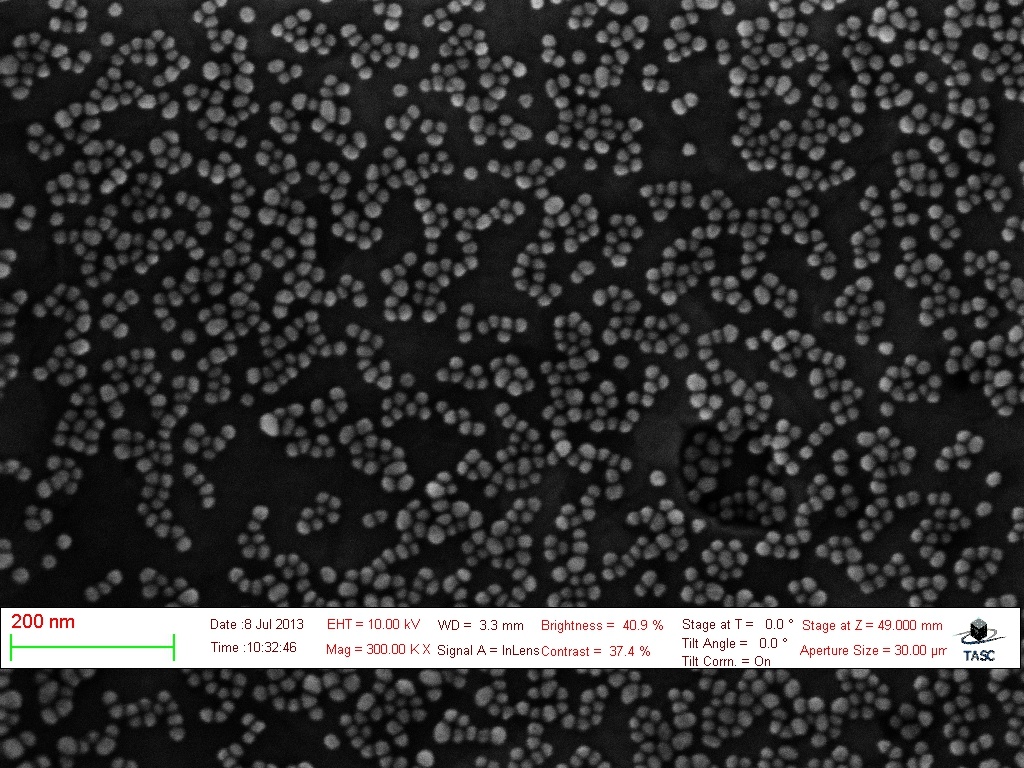 200 nm
Date :8 Jul 2013
Time :10:32:46
EHT = 10.00 kV
Mag = 300.00 K X
WD = 3.3 mm
Signal A = InLens
Brightness = 40.9 %
Contrast = 37.4 %
Stage at T = 0.0 °
Tilt Angle = 0.0 °
Tilt Corrn. = On
Stage at Z = 49.000 mm
Aperture Size = 30.00 µm
TASC